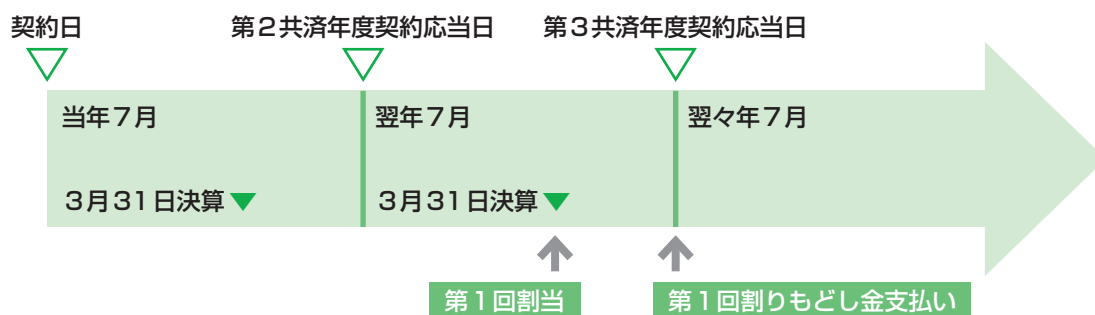 契約日
第2共済年度契約応当日
第3共済年度契約応当日
当年7月
翌年7月
翌々年7月
3月31日決算
3月31日決算
第1回割当
第1回割りもどし金支払い